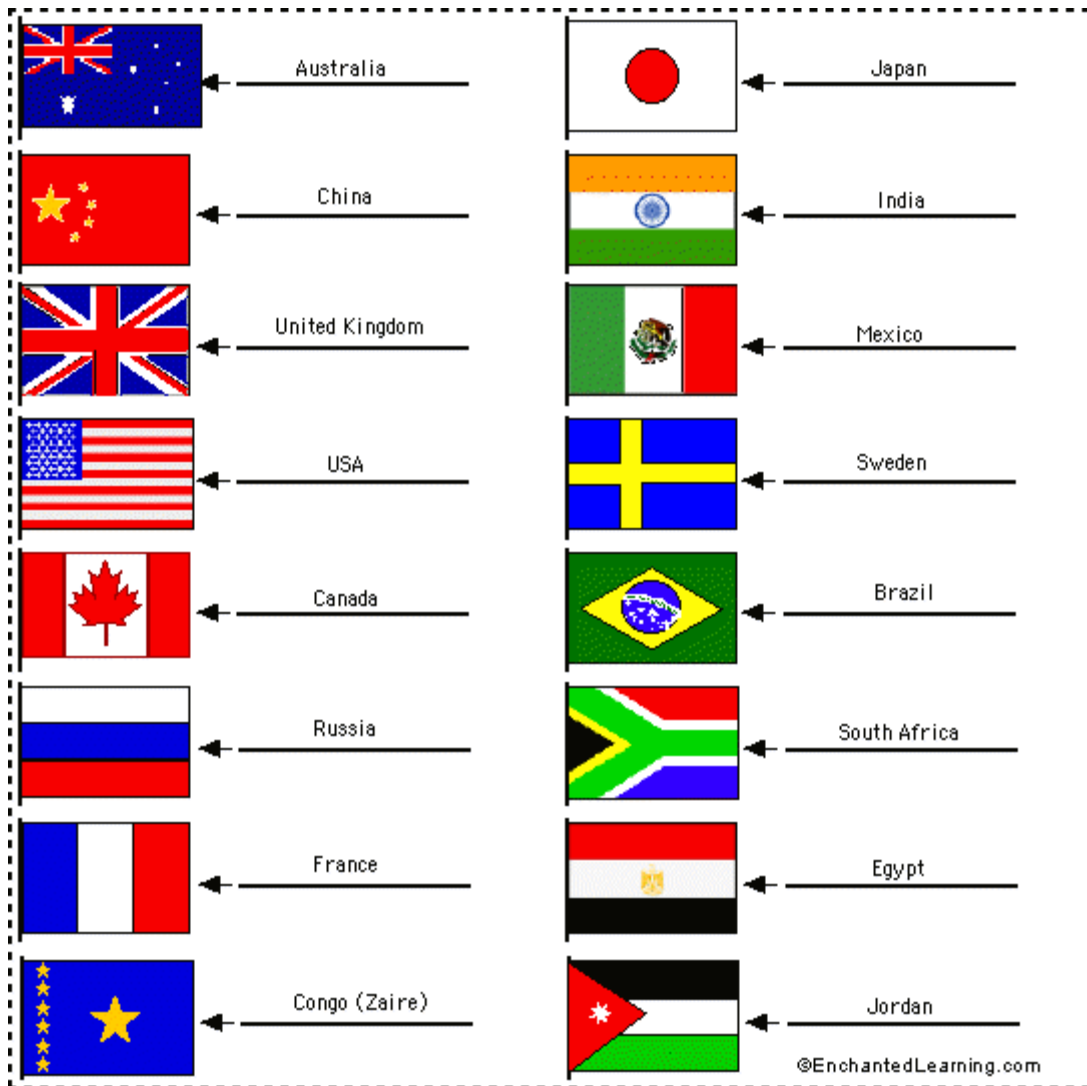 Australia
Japan
China
India
United Kingdom
Mexico
USA
Sweden
Canada
Brazil
Russia
South Africa
France
Egypt
Congo (Zaire)
Jordan
©EnchantedLearning.com